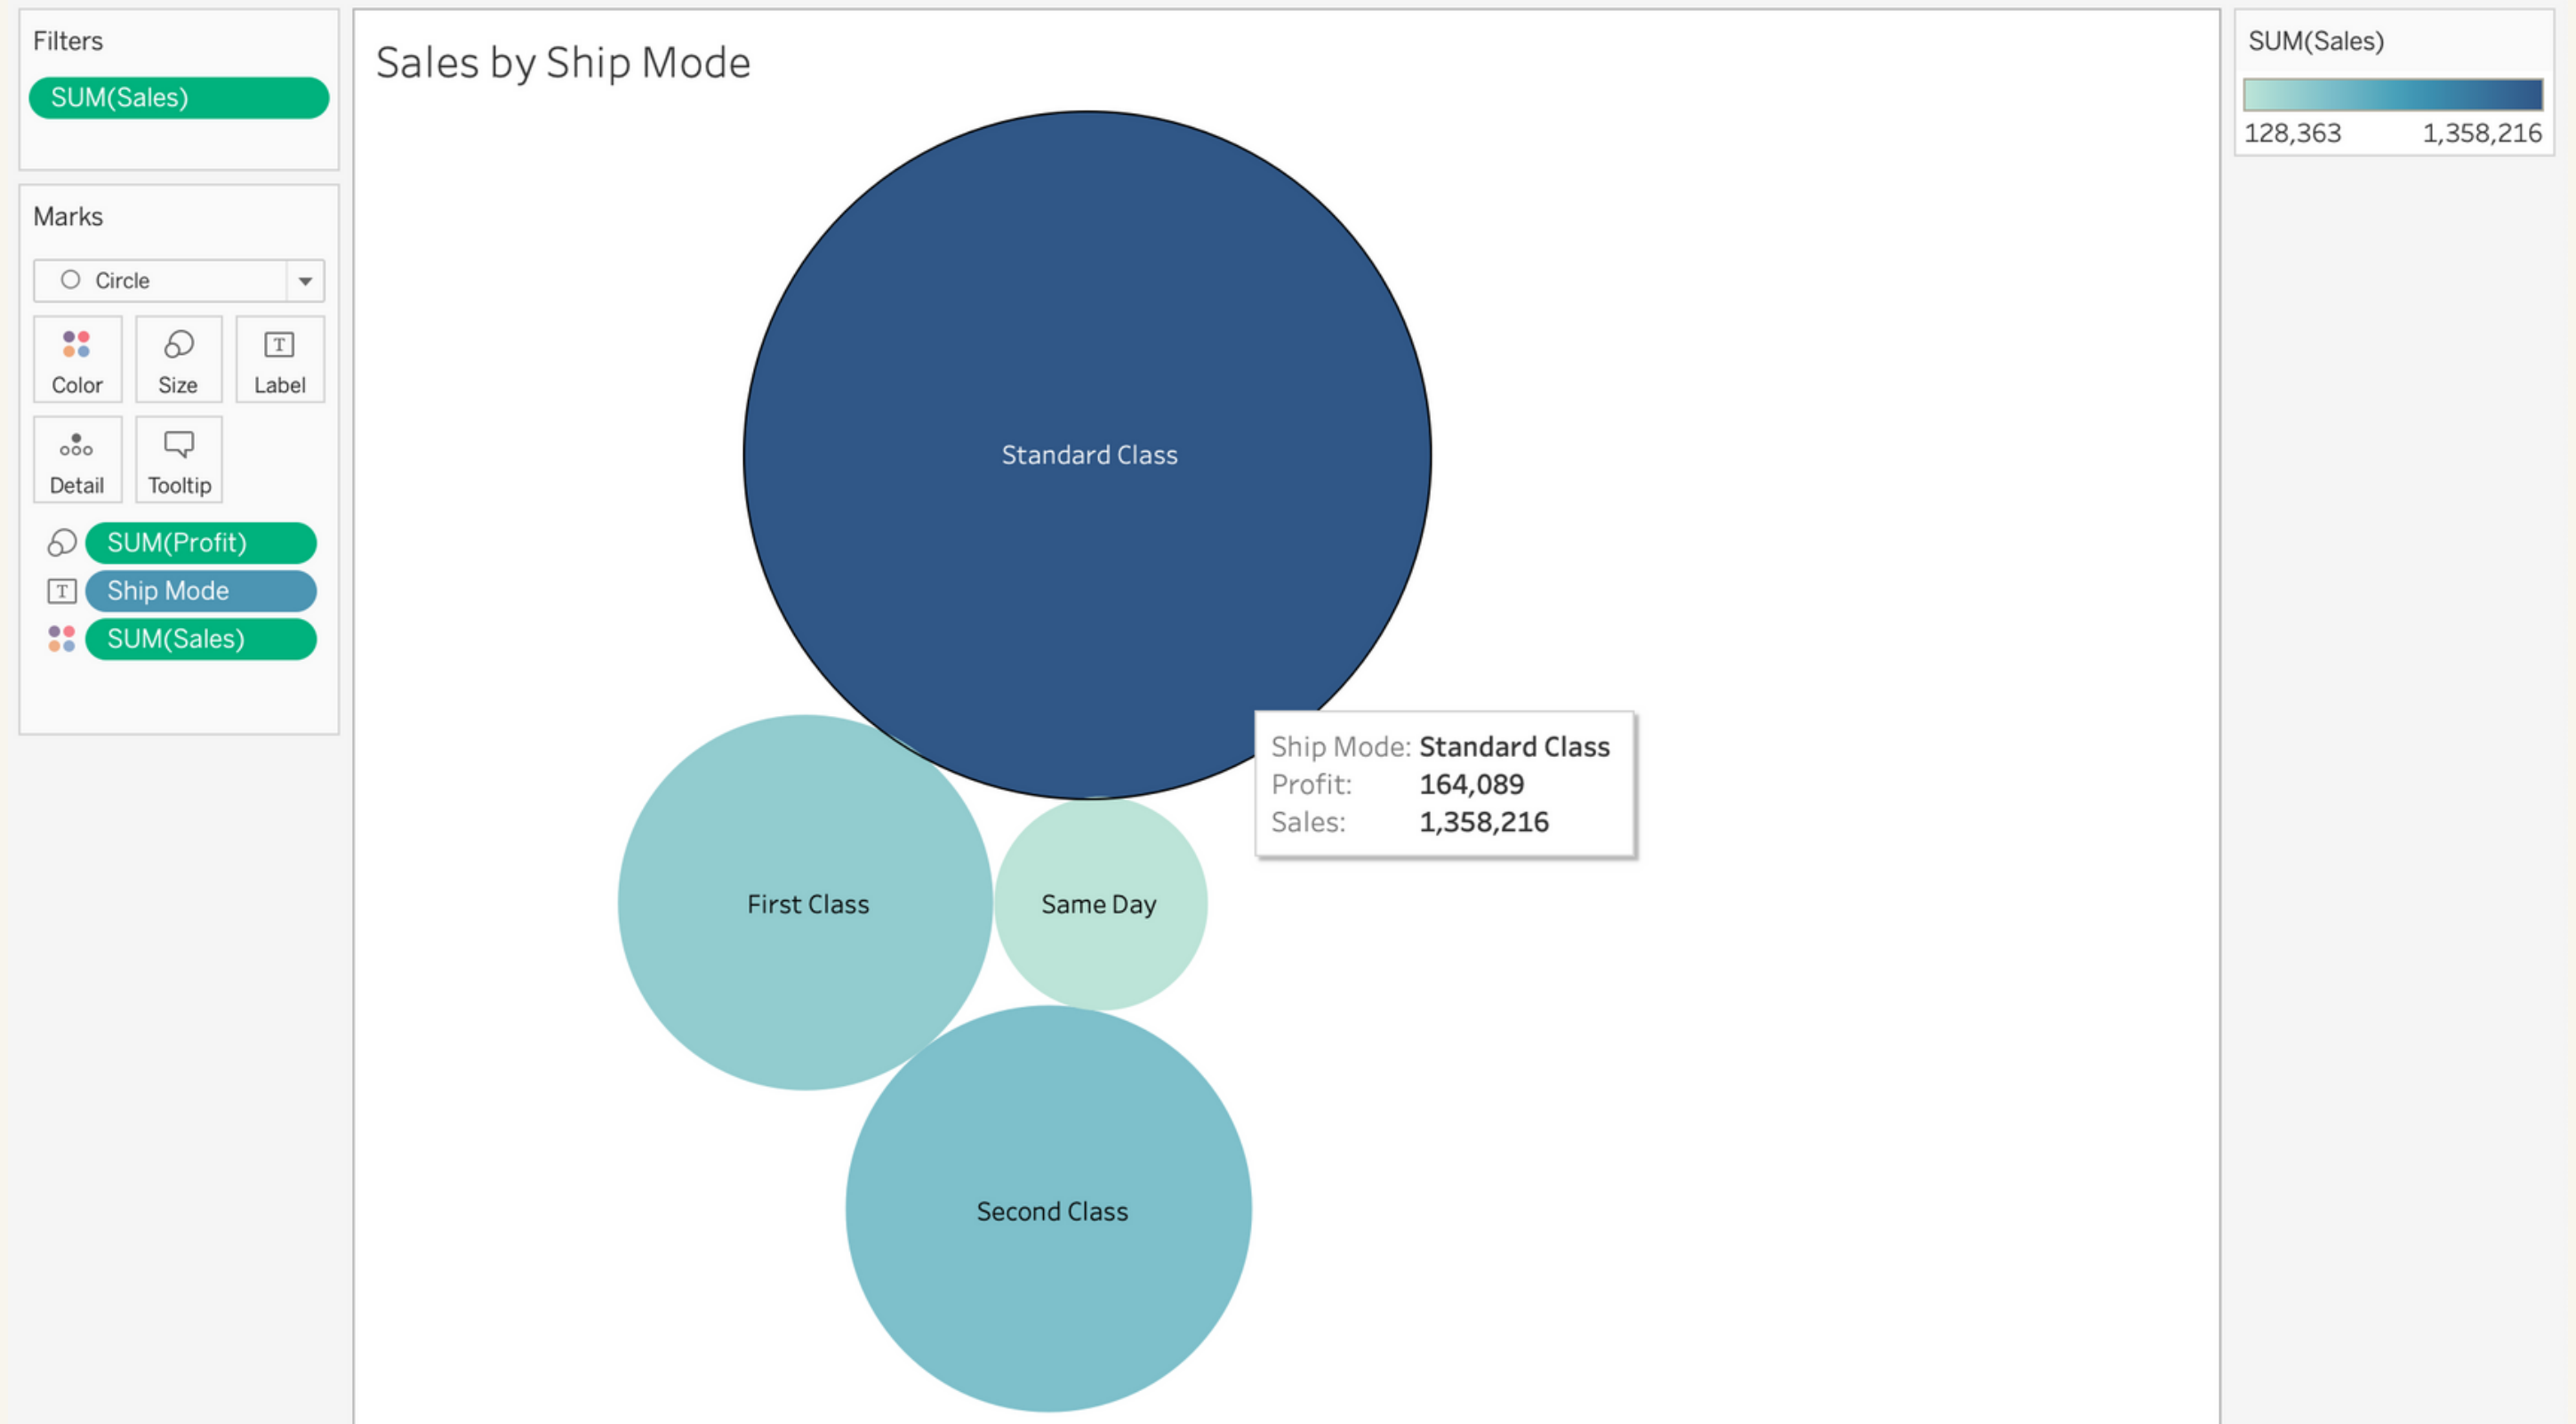 Filters
SUM(Sales)
Marks
Circle
Color Size Label
Detail Tooltip
SUM(Profit)
Ship Mode
SUM(Sales)
Sales by Ship Mode
Standard Class
Ship Mode: Standard Class
Profit: 164,089
Sales: 1,358,216
First Class
Same Day
Second Class
SUM(Sales)
128,363 1,358,216